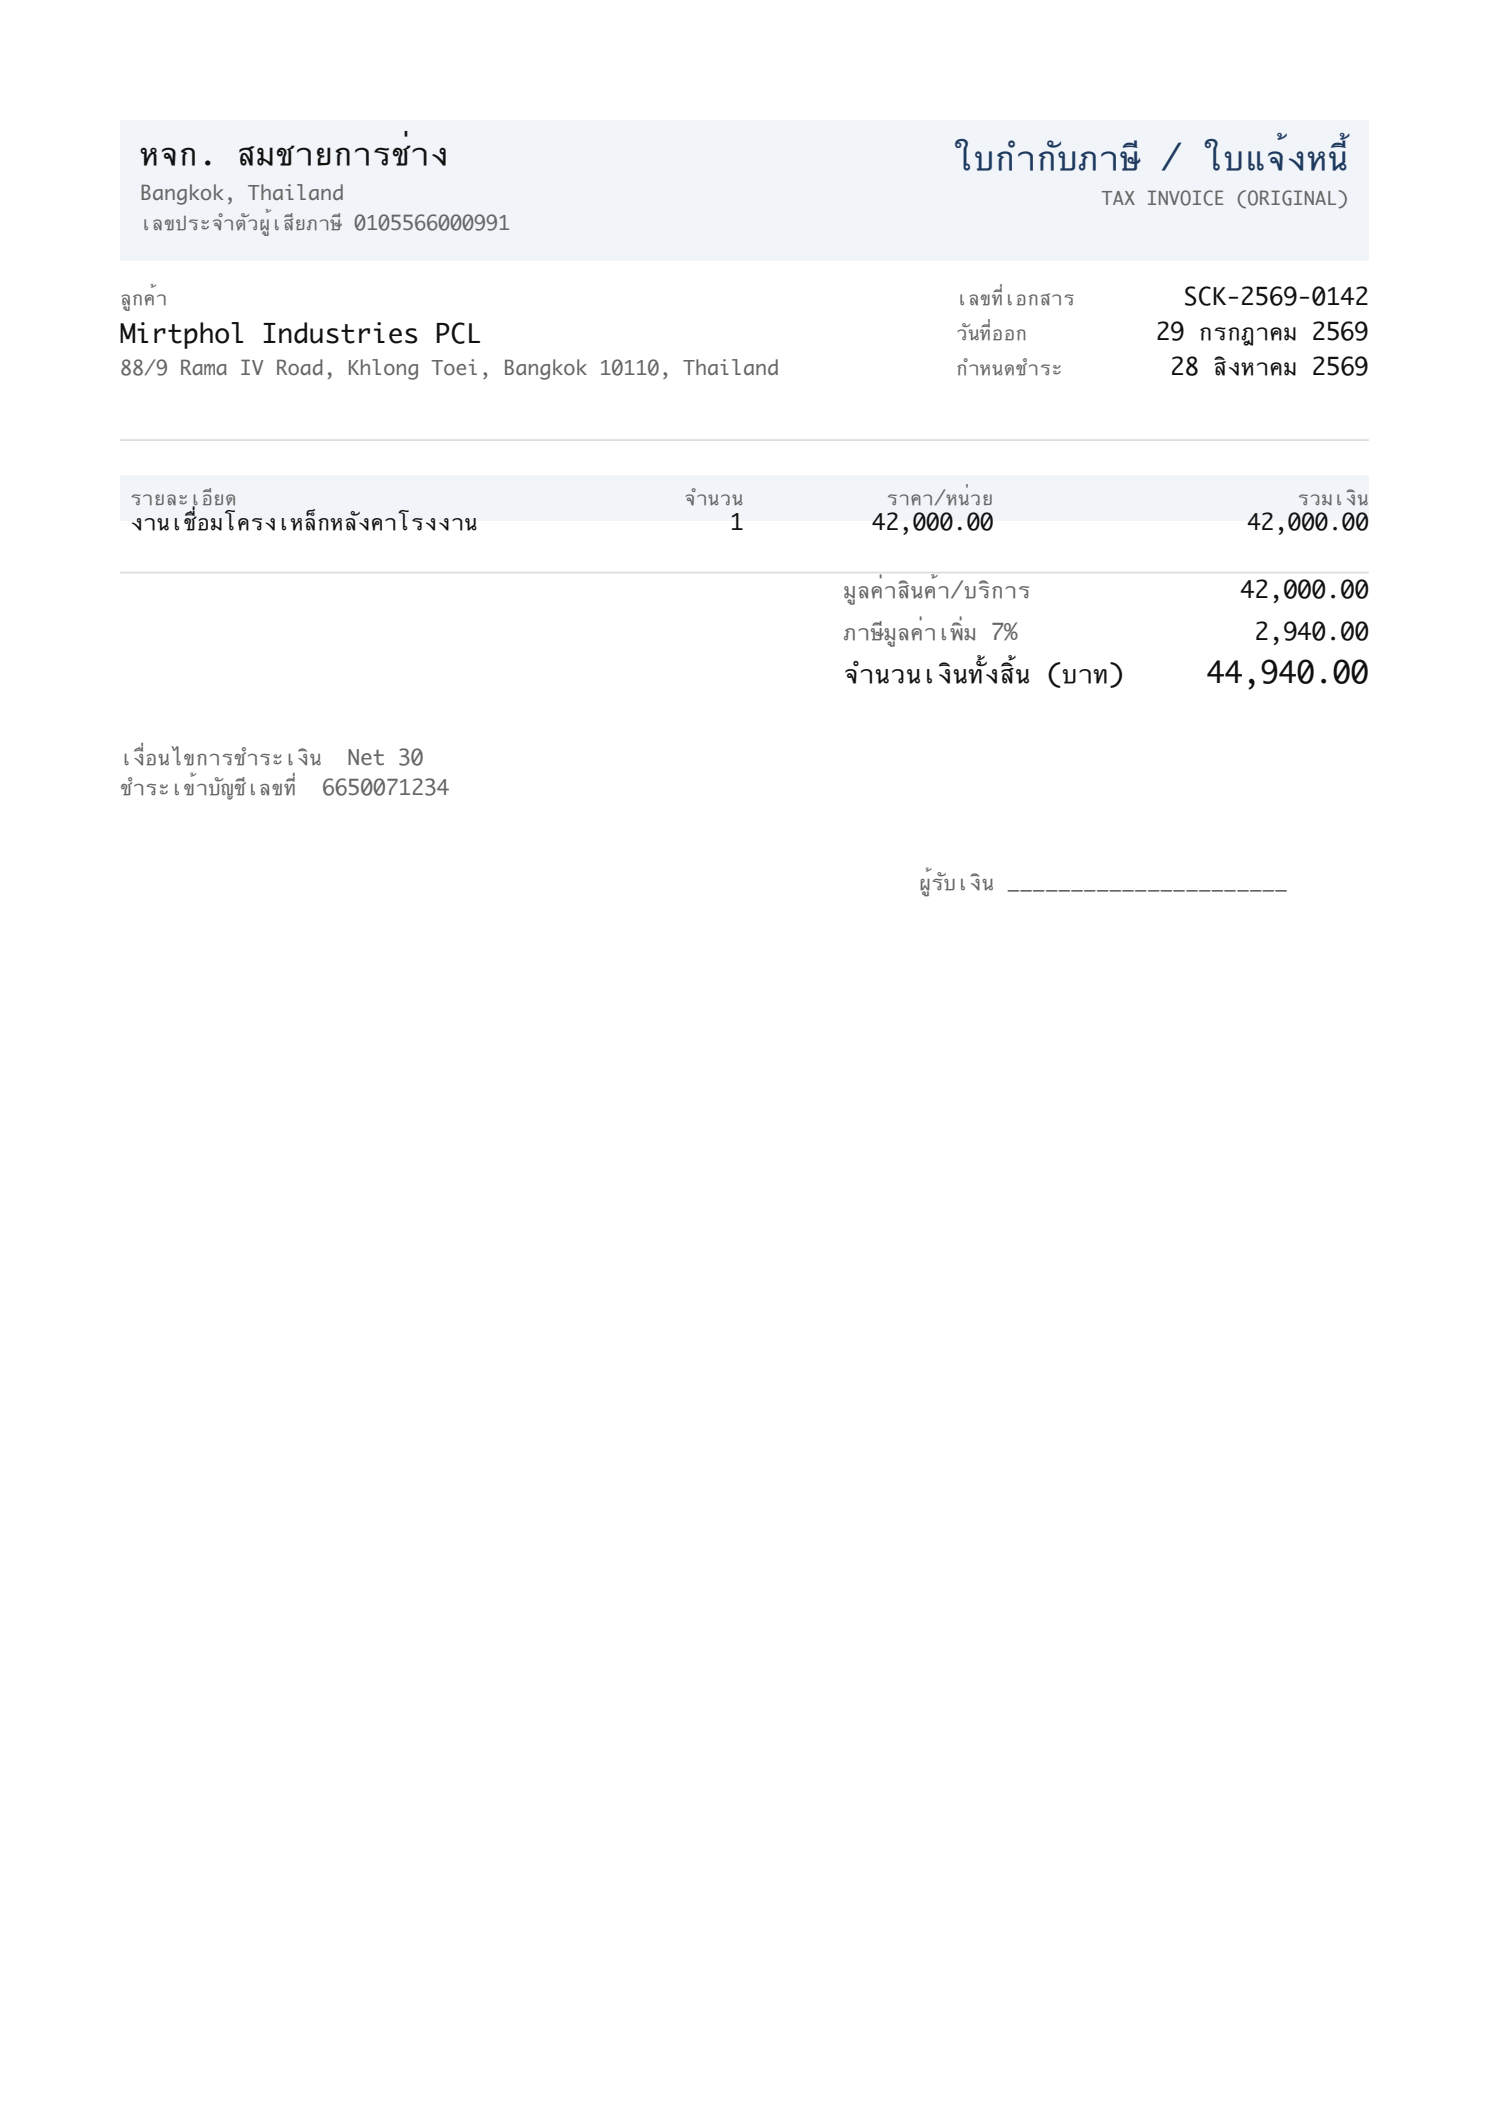 หจก. สมชายการช่าง
ใบกำกับภาษี / ใบแจ้งหนี้
Bangkok, Thailand
TAX INVOICE (ORIGINAL)
เลขประจำตัวผู้เสียภาษี 0105566000991
ลูกค้า
เลขที่เอกสาร SCK-2569-0142
Mirtphol Industries PCL
วันที่ออก 29 กรกฎาคม 2569
88/9 Rama IV Road, Khlong Toei, Bangkok 10110, Thailand
กำหนดชำระ 28 สิงหาคม 2569
รายละเอียด จำนวน ราคา/หน่วย รวมเงิน
งานเชื่อมโครงเหล็กหลังคาโรงงาน 1 42,000.00 42,000.00
มูลค่าสินค้า/บริการ 42,000.00
ภาษีมูลค่าเพิ่ม 7% 2,940.00
จำนวนเงินทั้งสิ้น (บาท) 44,940.00
เงื่อนไขการชำระเงิน Net 30
ชำระเข้าบัญชีเลขที่ 6650071234
ผู้รับเงิน ______________________